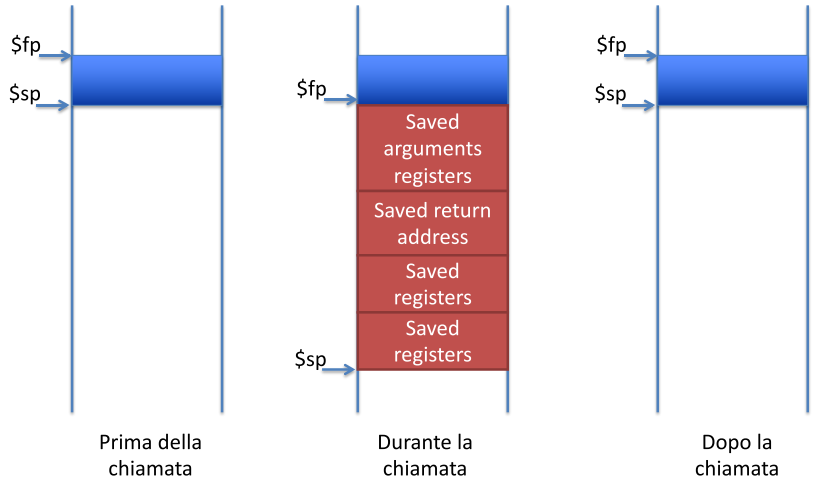 $fp
$sp
Prima della
chiamata
$fp
Saved
arguments
registers
Saved return
address
Saved
registers
Saved
registers
$sp
Durante la
chiamata
$fp
$sp
Dopo la
chiamata